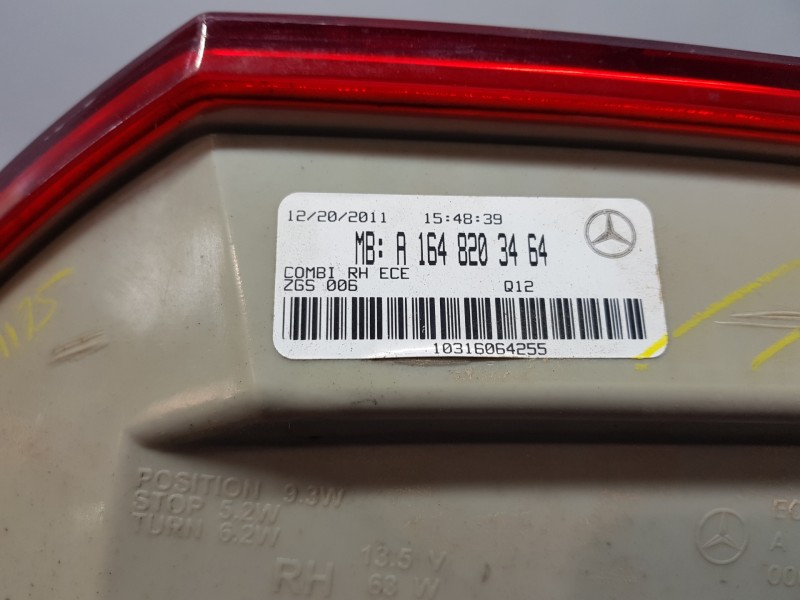 12/20/2011 15:48:39
MB: A 164 820 34 64
COMBI RH ECE
ZGS 006 Q12
10316064255
POSITION 9.3W
STOP 5.2W
TURN 6.2W
13.5 V
RH 63 W
A
00